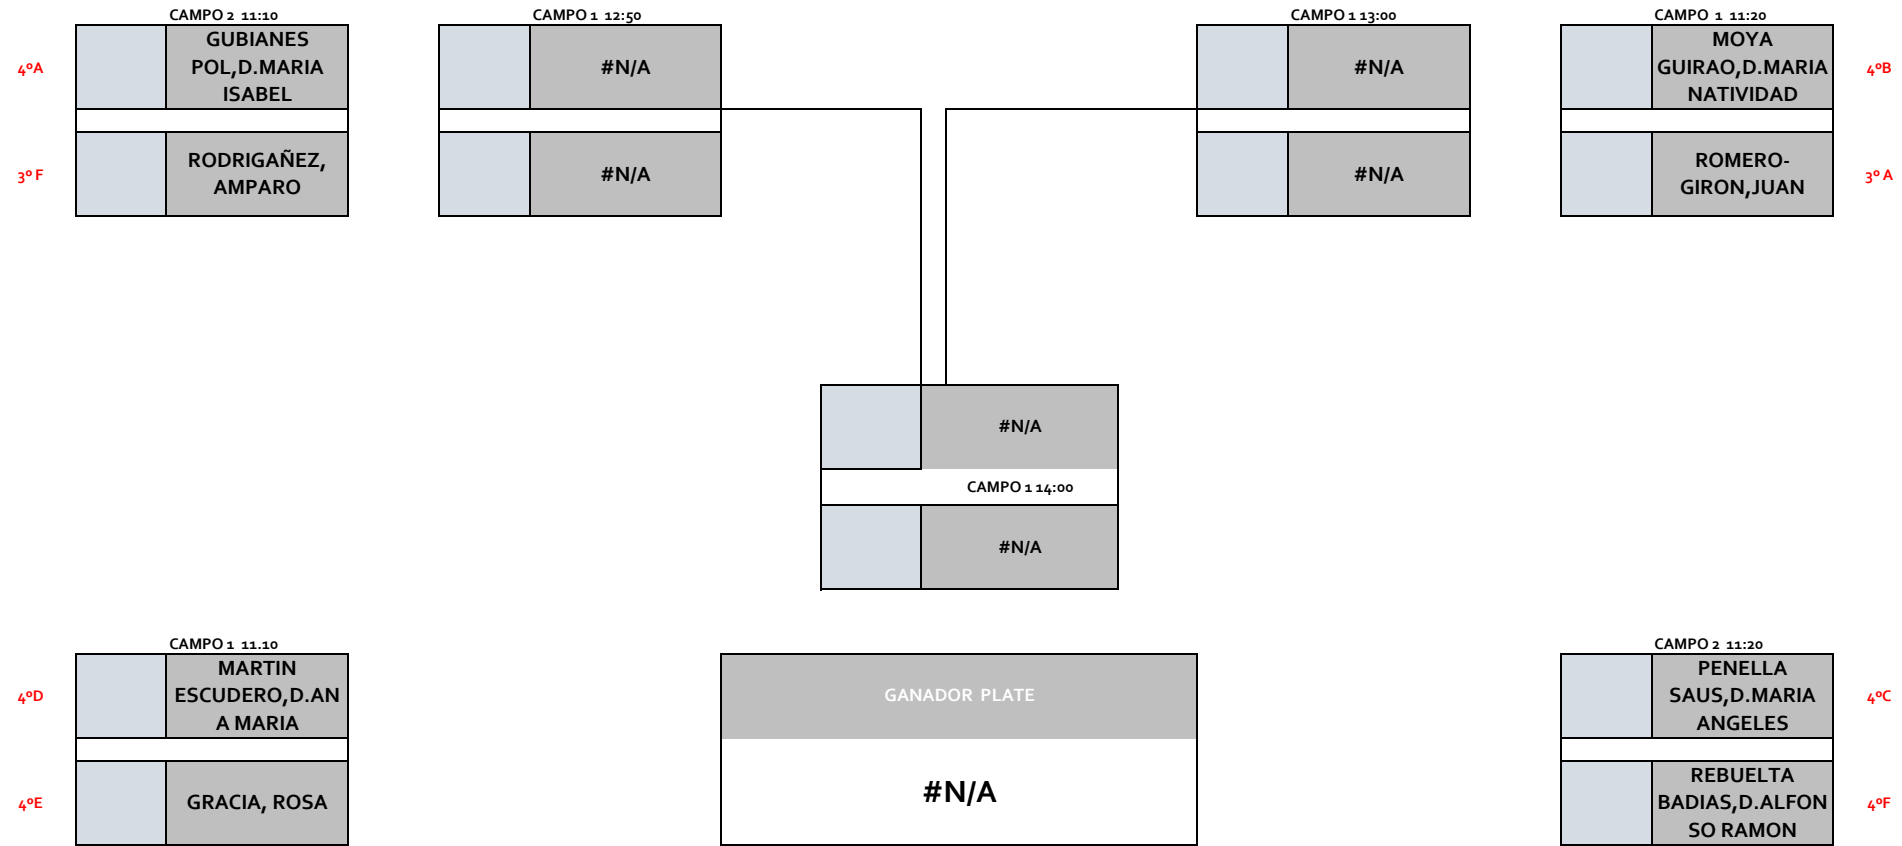 CAMPO 2 11:10
CAMPO 1 12:50
CAMPO 1 13:00
CAMPO 1 11:20
4ºA
GUBIANES
POL,D.MARIA
ISABEL
#N/A
#N/A
MOYA
GUIRAO,D.MARIA
NATIVIDAD
4ºB
3º F
RODRIGAÑEZ,
AMPARO
#N/A
#N/A
ROMERO-
GIRON,JUAN
3º A
#N/A
CAMPO 1 14:00
#N/A
CAMPO 1 11.10
CAMPO 2 11:20
4ºD
MARTIN
ESCUDERO,D.AN
A MARIA
GANADOR PLATE
PENELLA
SAUS,D.MARIA
ANGELES
4ºC
4ºE
GRACIA, ROSA
#N/A
REBUELTA
BADIAS,D.ALFON
SO RAMON
4ºF